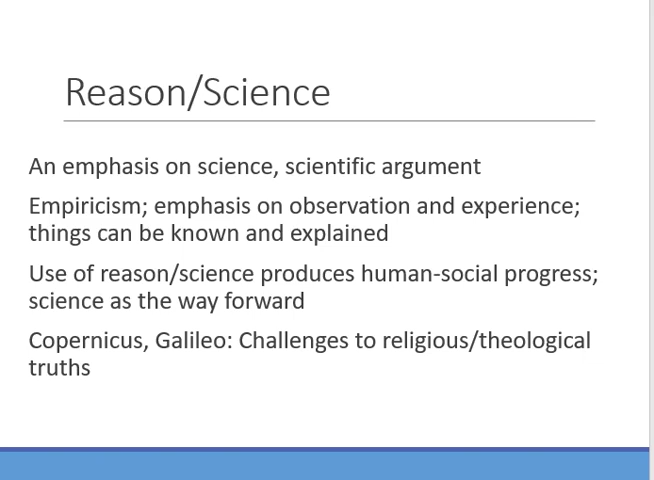 Reason/Science
An emphasis on science, scientific argument
Empiricism; emphasis on observation and experience;
things can be known and explained
Use of reason/science produces human-social progress;
science as the way forward
Copernicus, Galileo: Challenges to religious/theological
truths